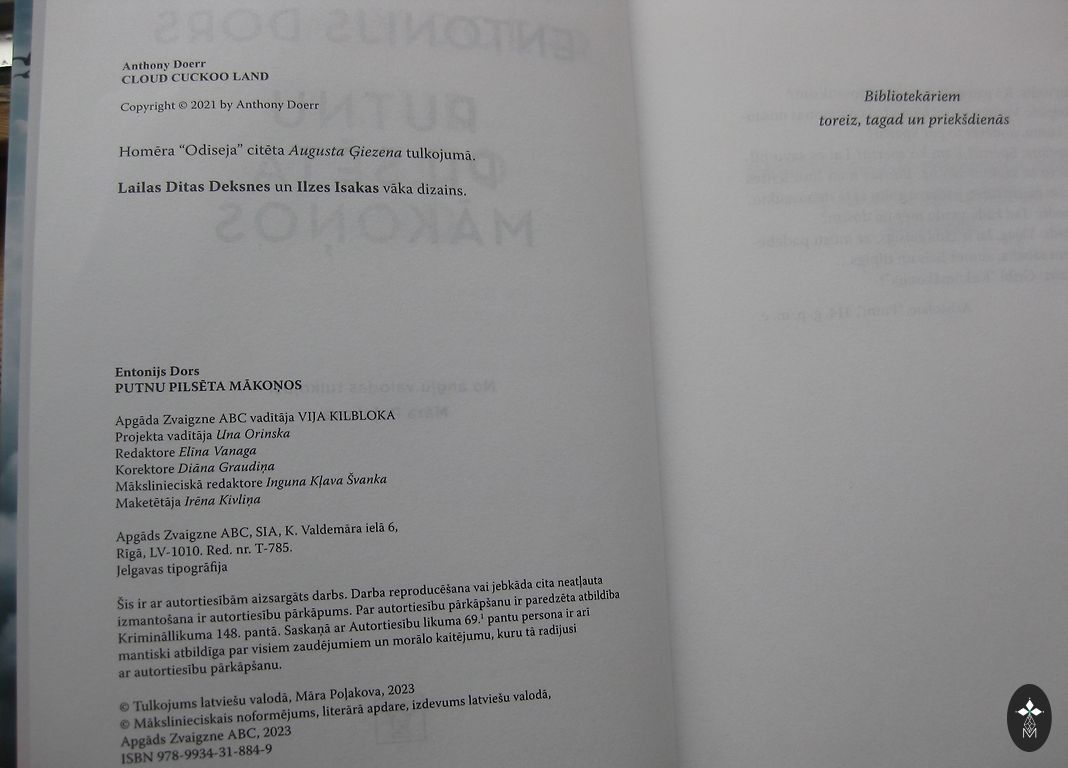 Anthony Doerr
CLOUD CUCKOO LAND
Copyright © 2021 by Anthony Doerr
Homēra “Odiseja” citēta Augusta Ģiezena tulkojumā.
Lailas Ditas Deksnes un Ilzes Isakas vāka dizains.
Entonijs Dors
PUTNU PILSĒTA MĀKOŅOS
Apgāda Zvaigzne ABC vadītāja VIJA KILBLOKA
Projekta vadītāja Una Orinska
Redaktore Elīna Vanaga
Korektore Diāna Graudiņa
Mākslinieciskā redaktore Inguna Kļava Švanka
Maketētāja Irēna Kivliņa
Apgāds Zvaigzne ABC, SIA, K. Valdemāra ielā 6,
Rīgā, LV-1010. Red. nr. T-785.
Jelgavas tipogrāfija
Šis ir ar autortiesībām aizsargāts darbs. Darba reproducēšana vai jebkāda cita neatļauta
izmantošana ir autortiesību pārkāpums. Par autortiesību pārkāpšanu ir paredzēta atbildība
Krimināllikuma 148. pantā. Saskaņā ar Autortiesību likuma 69.¹ pantu persona ir arī
mantiski atbildīga par visiem zaudējumiem un morālo kaitējumu, kuru tā radījusi
ar autortiesību pārkāpšanu.
© Tulkojums latviešu valodā, Māra Poļakova, 2023
© Mākslinieciskais noformējums, literārā apdare, izdevums latviešu valodā,
Apgāds Zvaigzne ABC, 2023
ISBN 978-9934-31-884-9
Bibliotekāriem
toreiz, tagad un priekšdienās
M